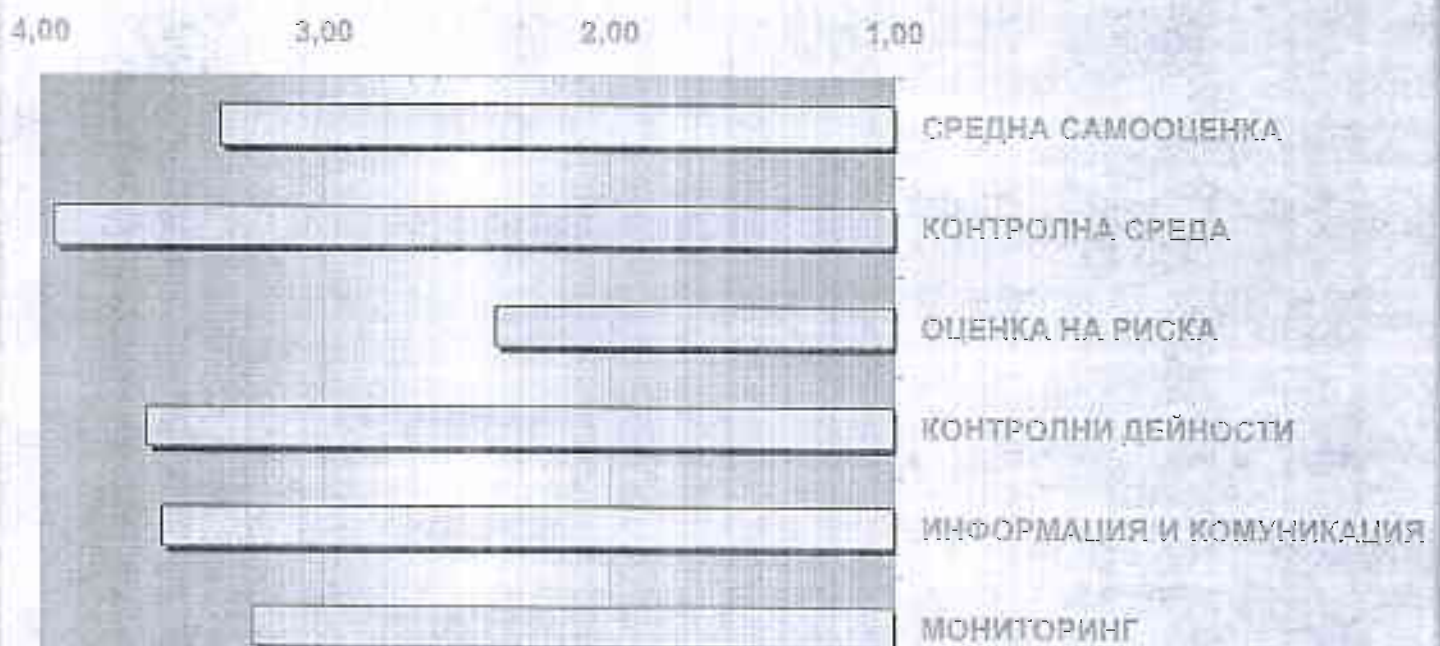 4,00 3,00 2,00 1,00
СРЕДНА САМООЦЕНКА
КОНТРОЛНА СРЕДА
ОЦЕНКА НА РИСКА
КОНТРОЛНИ ДЕЙНОСТИ
ИНФОРМАЦИЯ И КОМУНИКАЦИЯ
МОНИТОРИНГ